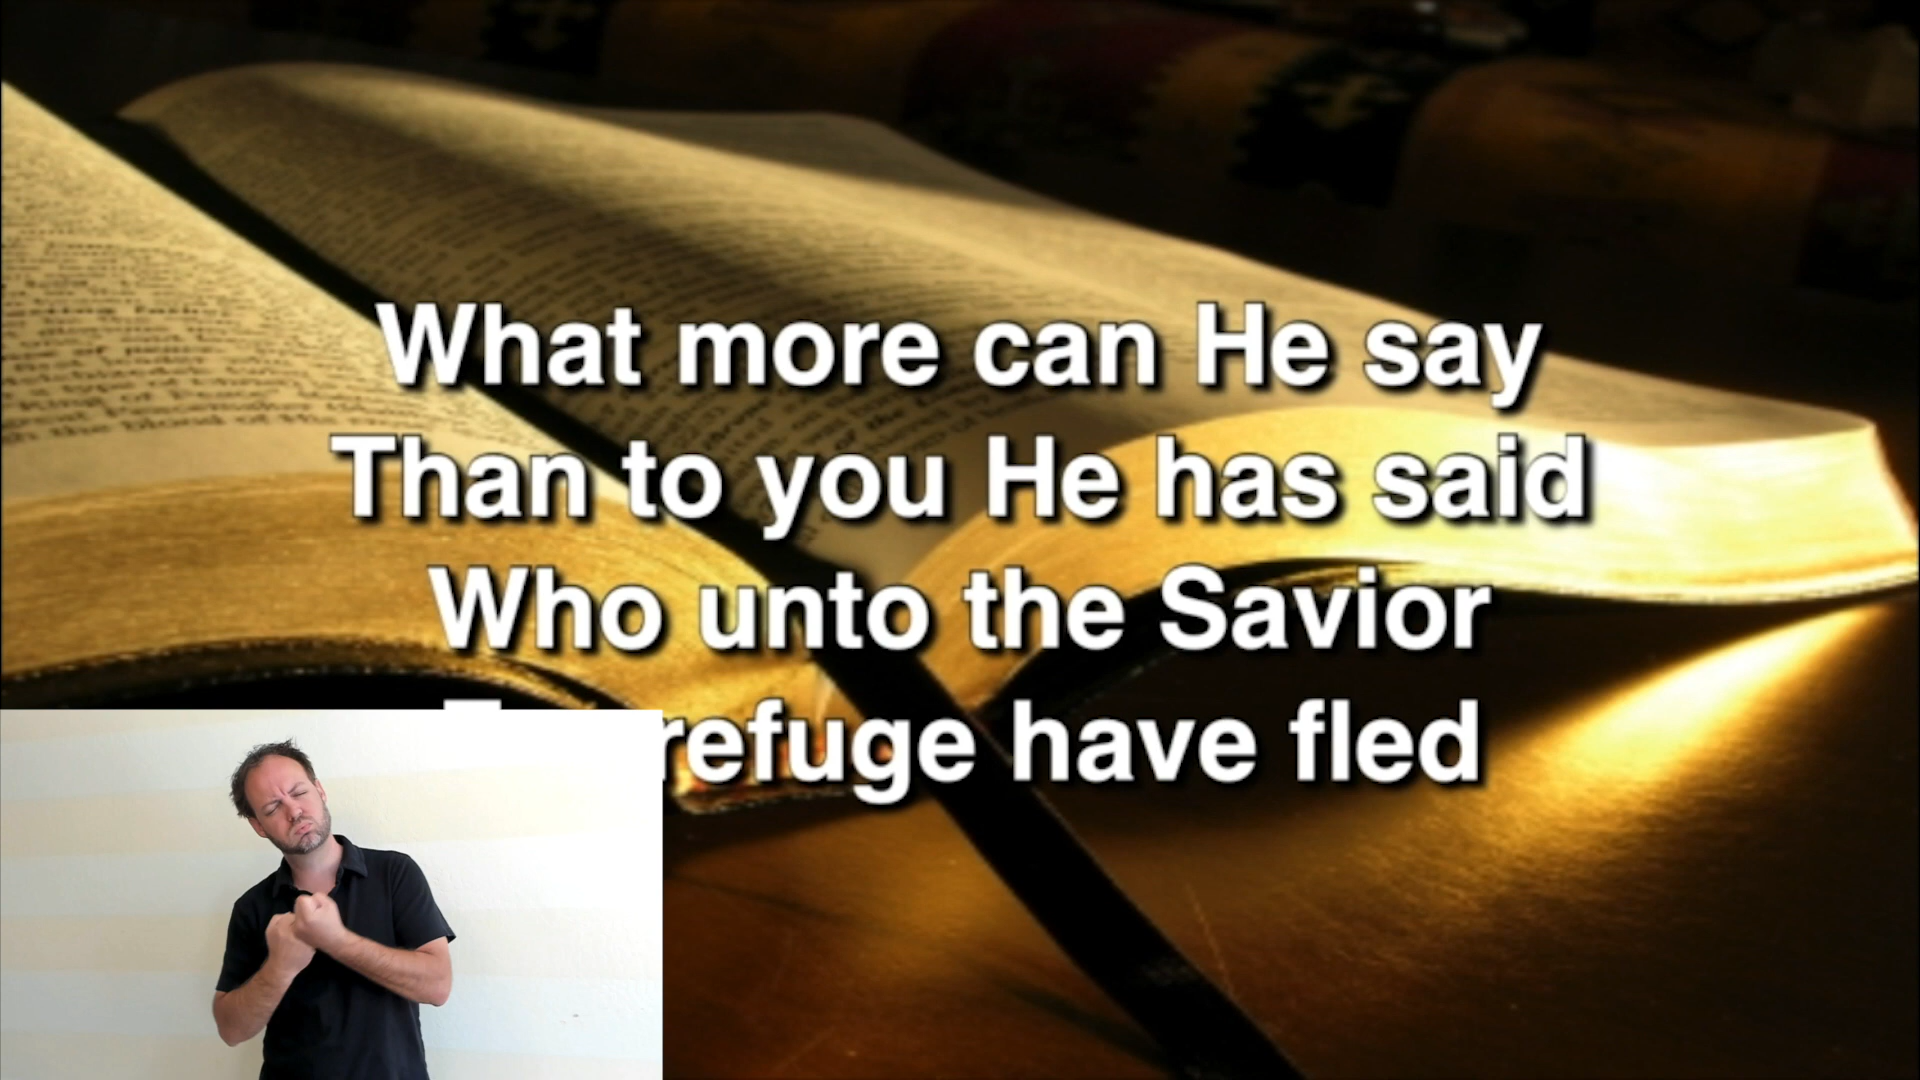 What more can He say
Than to you He has said
Who unto the Savior
refuge have fled